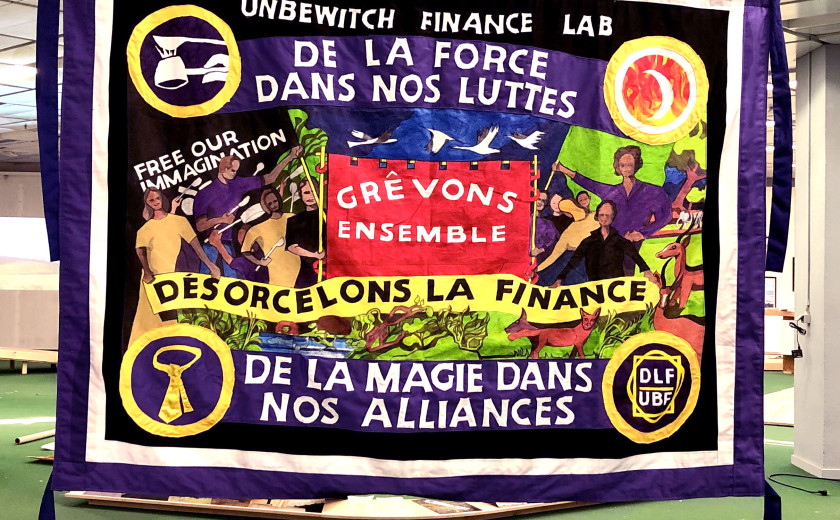 UNBEWITCH FINANCE LAB
DE LA FORCE
DANS NOS LUTTES
FREE OUR
IMMAGINATION
GRÊVONS
ENSEMBLE
DÉSORCELONS LA FINANCE
DE LA MAGIE DANS
NOS ALLIANCES
DLF
UBF